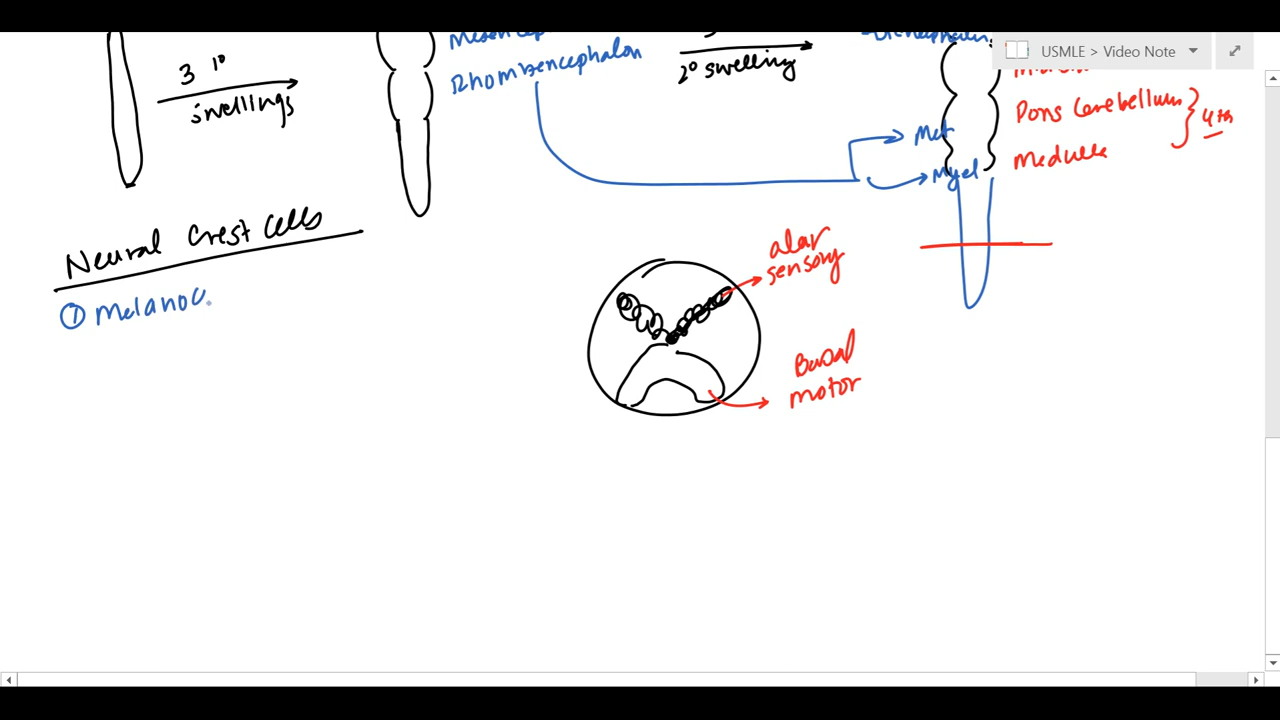 USMLE > Video Note
Rhombencephalon
3 1°
swellings
2° swelling
Pons Cerebellum
4th
Met
Medulla
Myel
Neural Crest Cells
① Melanoc
alar
sensory
Basal
motor